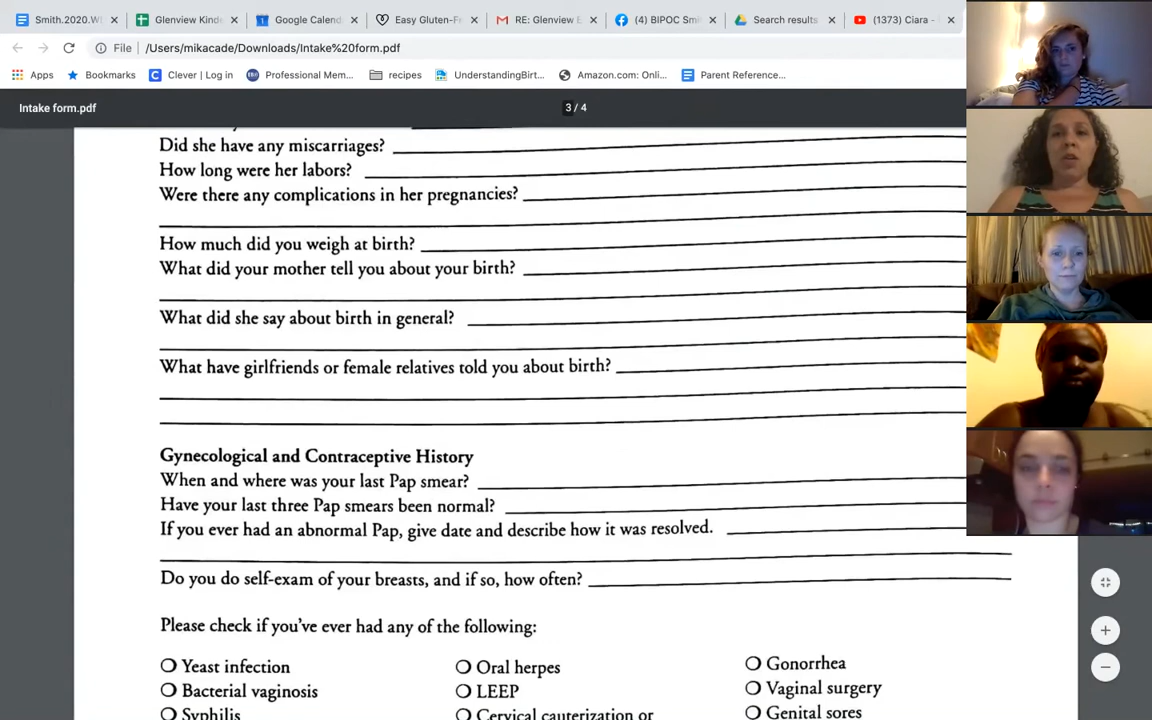 Smith.2020.W
Glenview Kind
Google Calend
Easy Gluten-F
RE: Glenview E
(4) BIPOC Smi
Search results
(1373) Ciara -
File /Users/mikacade/Downloads/Intake%20form.pdf
Apps Bookmarks Clever | Log in Professional Mem... recipes UnderstandingBirt... Amazon.com: Onli... Parent Reference...
Intake form.pdf 3 / 4
Did she have any miscarriages?
How long were her labors?
Were there any complications in her pregnancies?
How much did you weigh at birth?
What did your mother tell you about your birth?
What did she say about birth in general?
What have girlfriends or female relatives told you about birth?
Gynecological and Contraceptive History
When and where was your last Pap smear?
Have your last three Pap smears been normal?
If you ever had an abnormal Pap, give date and describe how it was resolved.
Do you do self-exam of your breasts, and if so, how often?
Please check if you've ever had any of the following:
Yeast infection Oral herpes Gonorrhea
Bacterial vaginosis LEEP Vaginal surgery
Syphilis Cervical cauterization or Genital sores